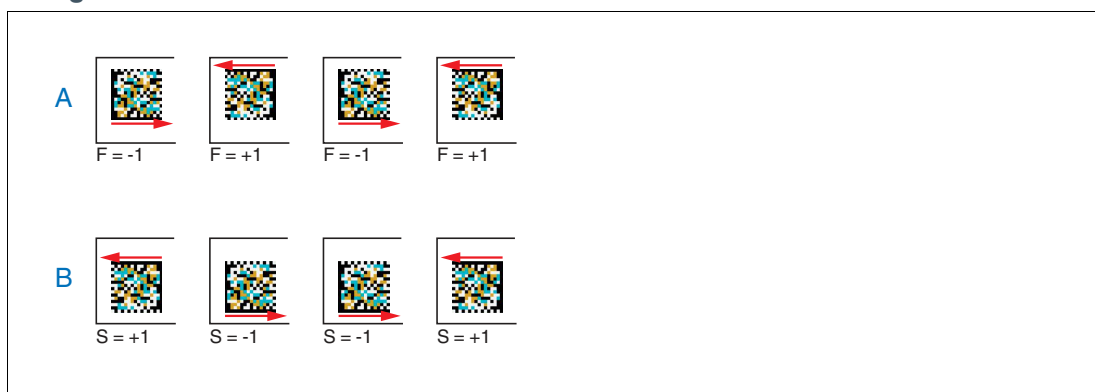 A
F = -1 F = +1 F = -1 F = +1
B
S = +1 S = -1 S = -1 S = +1